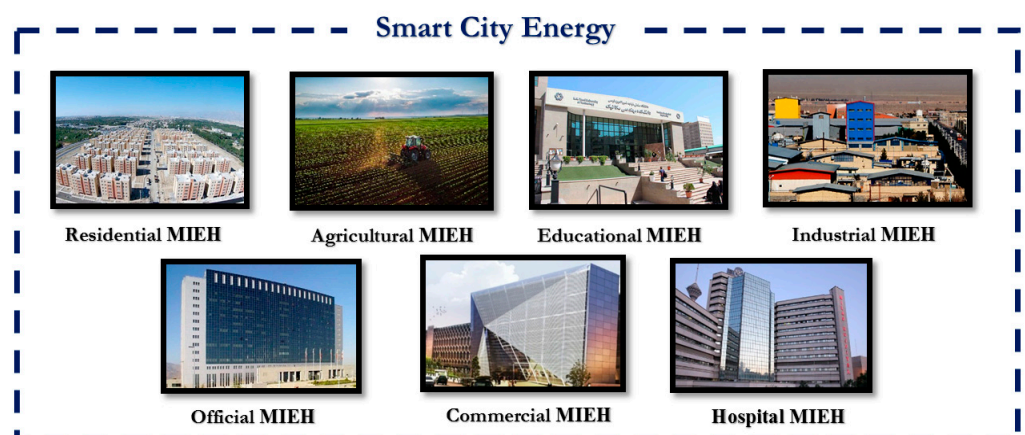 Smart City Energy
Residential MIEH
Agricultural MIEH
Educational MIEH
Industrial MIEH
Official MIEH
Commercial MIEH
Hospital MIEH